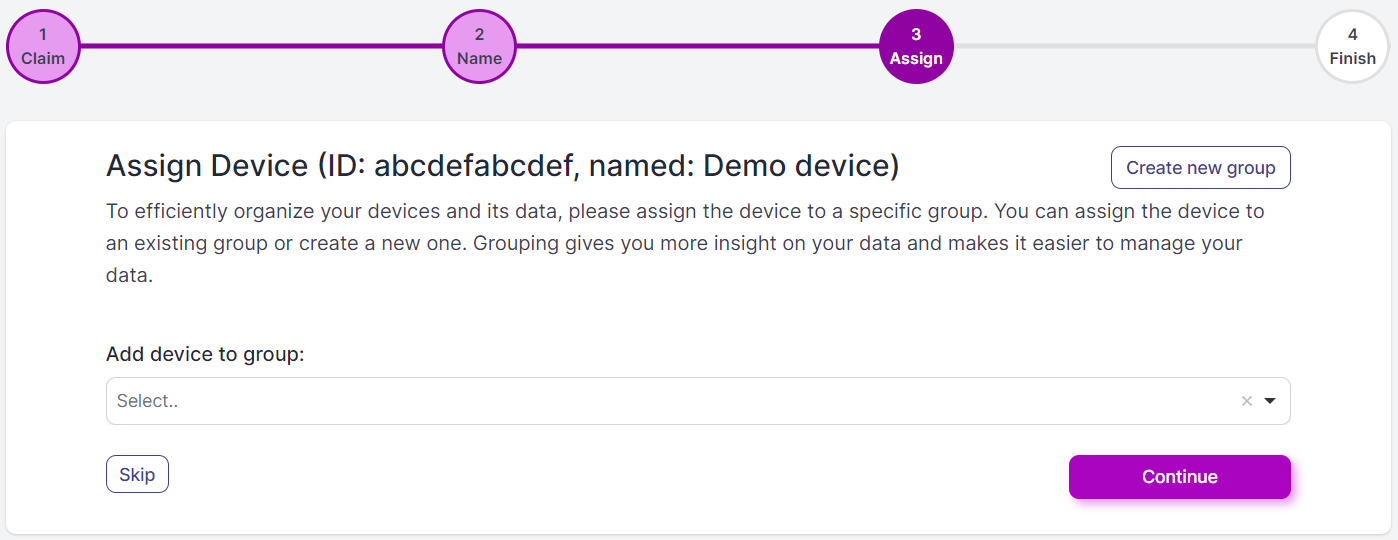 1
Claim
2
Name
3
Assign
4
Finish
Assign Device (ID: abcdefabcdef, named: Demo device)
Create new group
To efficiently organize your devices and its data, please assign the device to a specific group. You can assign the device to
an existing group or create a new one. Grouping gives you more insight on your data and makes it easier to manage your
data.
Add device to group:
Select..
Skip
Continue